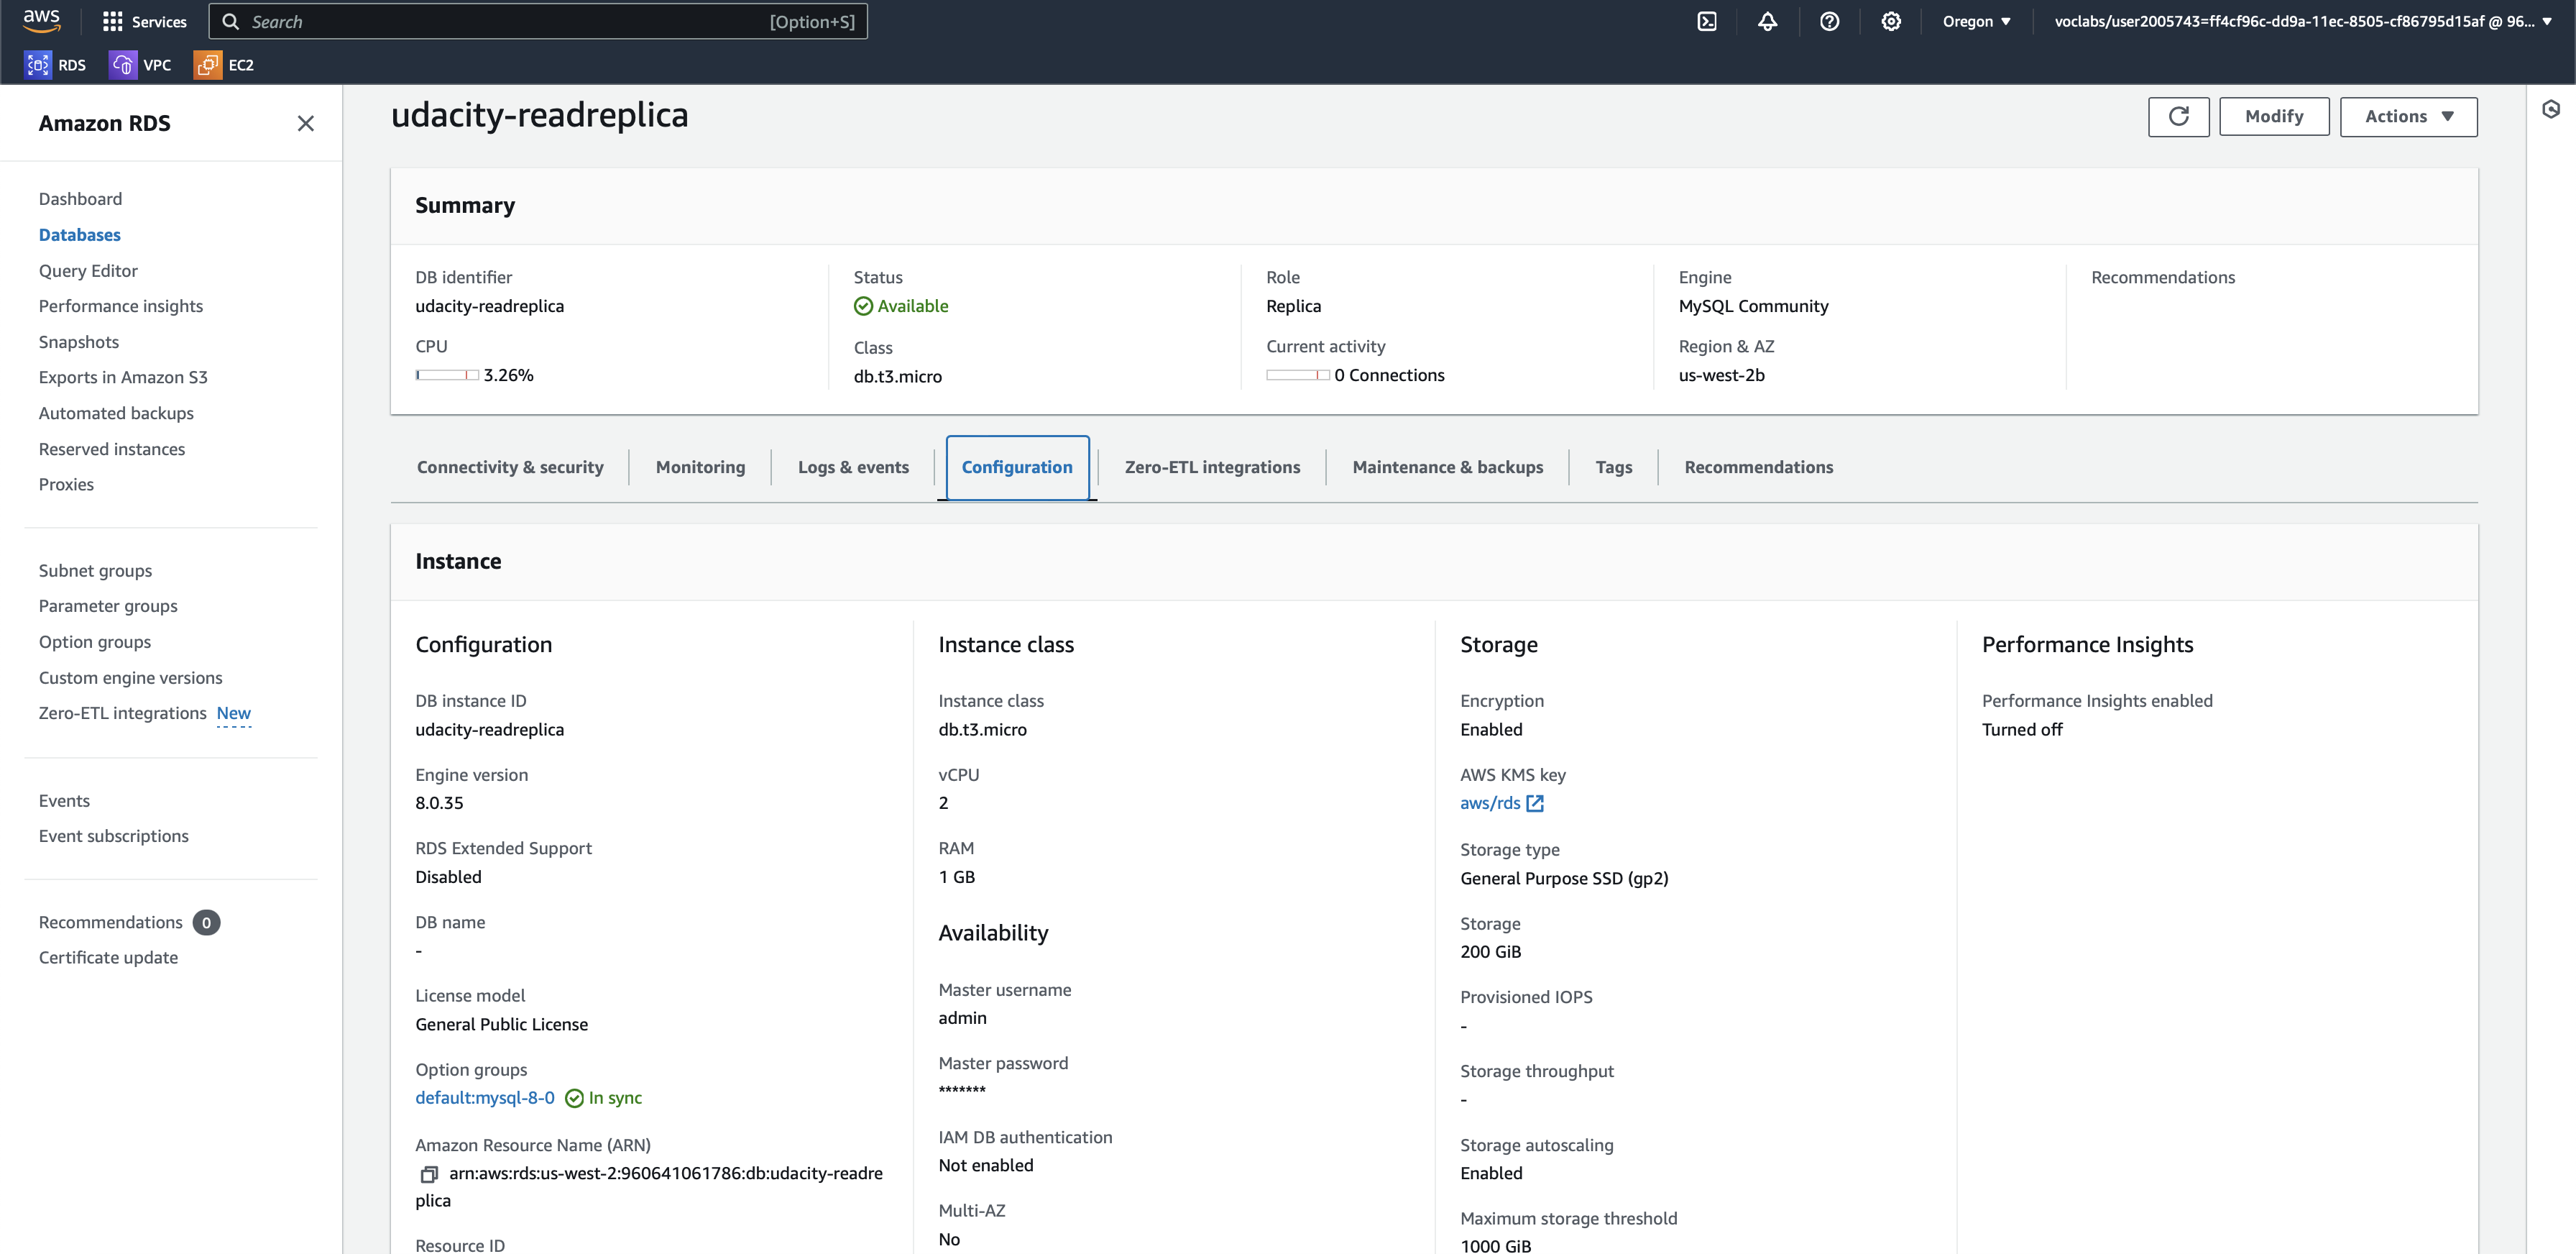 aws
Services
Search
[Option+S]
Oregon ▼
voclabs/user2005743=ff4cf96c-dd9a-11ec-8505-cf86795d15af @ 96... ▼
RDS
VPC
EC2
Amazon RDS
Dashboard
Databases
Query Editor
Performance insights
Snapshots
Exports in Amazon S3
Automated backups
Reserved instances
Proxies
Subnet groups
Parameter groups
Option groups
Custom engine versions
Zero-ETL integrations New
Events
Event subscriptions
Recommendations 0
Certificate update
udacity-readreplica
Modify
Actions ▼
Summary
DB identifier
udacity-readreplica
CPU
3.26%
Status
Available
Class
db.t3.micro
Role
Replica
Current activity
0 Connections
Engine
MySQL Community
Region & AZ
us-west-2b
Recommendations
Connectivity & security
Monitoring
Logs & events
Configuration
Zero-ETL integrations
Maintenance & backups
Tags
Recommendations
Instance
Configuration
DB instance ID
udacity-readreplica
Engine version
8.0.35
RDS Extended Support
Disabled
DB name
-
License model
General Public License
Option groups
default:mysql-8-0 In sync
Amazon Resource Name (ARN)
arn:aws:rds:us-west-2:960641061786:db:udacity-readre
plica
Resource ID
Instance class
Instance class
db.t3.micro
vCPU
2
RAM
1 GB
Availability
Master username
admin
Master password
*******
IAM DB authentication
Not enabled
Multi-AZ
No
Storage
Encryption
Enabled
AWS KMS key
aws/rds
Storage type
General Purpose SSD (gp2)
Storage
200 GiB
Provisioned IOPS
-
Storage throughput
-
Storage autoscaling
Enabled
Maximum storage threshold
1000 GiB
Performance Insights
Performance Insights enabled
Turned off